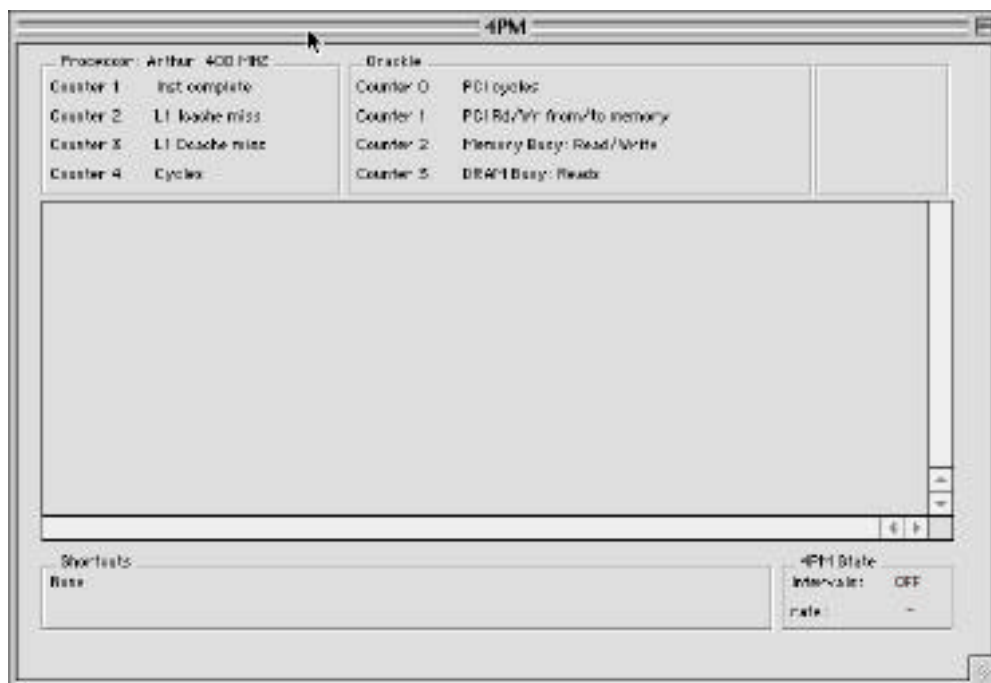 4PM
Processor: Arthur 400 MHz
Counter 1 Inst complete
Counter 2 L1 Icache miss
Counter 3 L1 Dcache miss
Counter 4 Cycles
Grackle
Counter 0 PCI cycles
Counter 1 PCI Rd/Wr from/to memory
Counter 2 Memory Busy: Read/Write
Counter 3 DRAM Busy: Reads
Shortcuts
None
4PM State
Intervals: OFF
rate: -